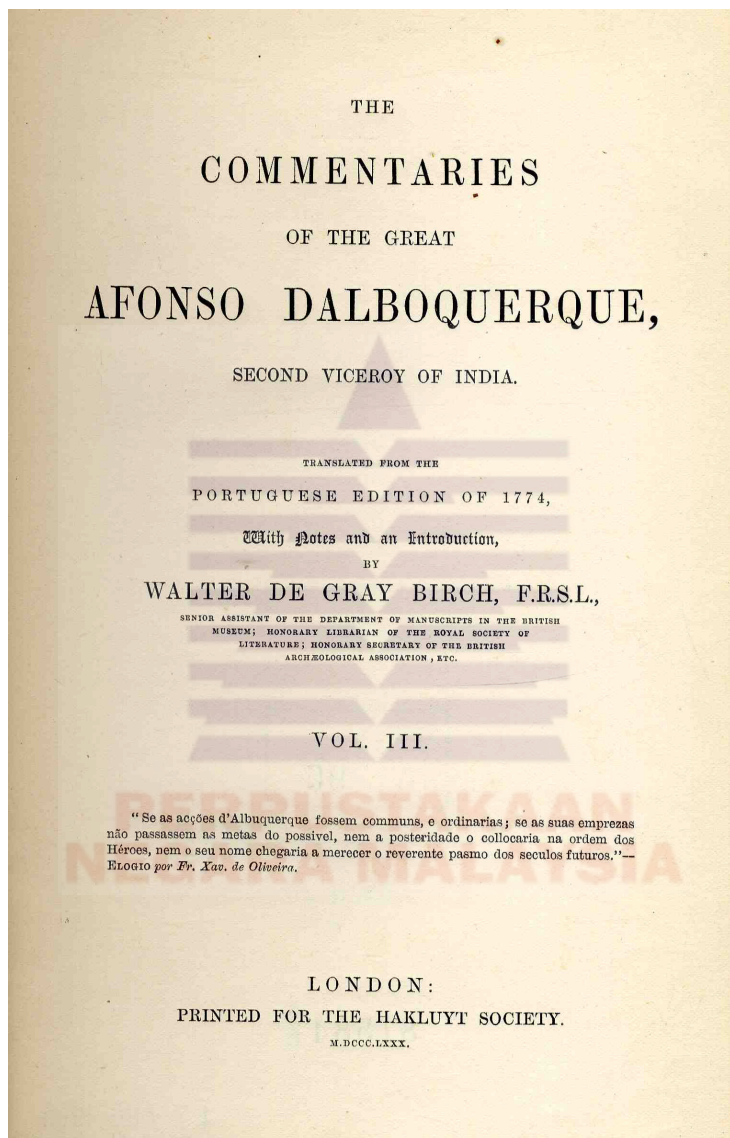 THE
COMMENTARIES
OF THE GREAT
AFONSO DALBOQUERQUE,
SECOND VICEROY OF INDIA.
TRANSLATED FROM THE
PORTUGUESE EDITION OF 1774,
With Notes and an Introduction,
BY
WALTER DE GRAY BIRCH, F.R.S.L.,
SENIOR ASSISTANT OF THE DEPARTMENT OF MANUSCRIPTS IN THE BRITISH
MUSEUM; HONORARY LIBRARIAN OF THE ROYAL SOCIETY OF
LITERATURE; HONORARY SECRETARY OF THE BRITISH
ARCHÆOLOGICAL ASSOCIATION, ETC.
VOL. III.
PERPUSTAKAAN
"Se as acções d'Albuquerque fossem communs, e ordinarias; se as suas emprezas
não passassem as metas do possivel, nem a posteridade o collocaria na ordem dos
Héroes, nem o seu nome chegaria a merecer o reverente pasmo dos seculos futuros."—
NEGARA MALAYSIA
ELOGIO por Fr. Xav. de Oliveira.
LONDON:
PRINTED FOR THE HAKLUYT SOCIETY.
M.DCCC.LXXX.